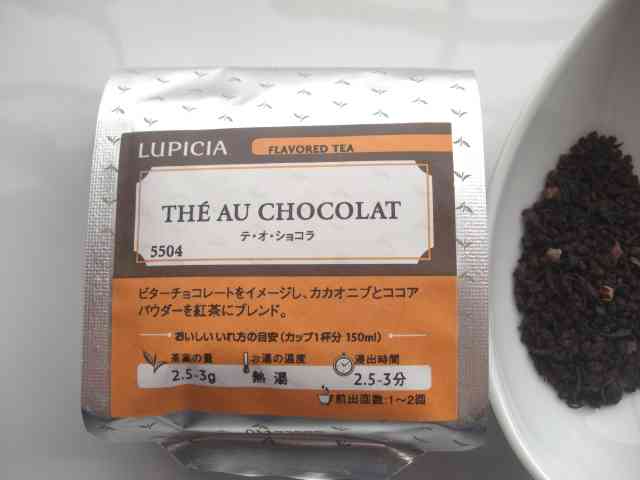 LUPICIA
FLAVORED TEA
THÉ AU CHOCOLAT
テ・オ・ショコラ
5504
ビターチョコレートをイメージし、カカオニブとココア
パウダーを紅茶にブレンド。
おいしいいれ方の目安(カップ1杯分 150ml)
茶葉の量 お湯の温度 浸出時間
2.5-3g 熱湯 2.5-3分
煎出回数:1~2回